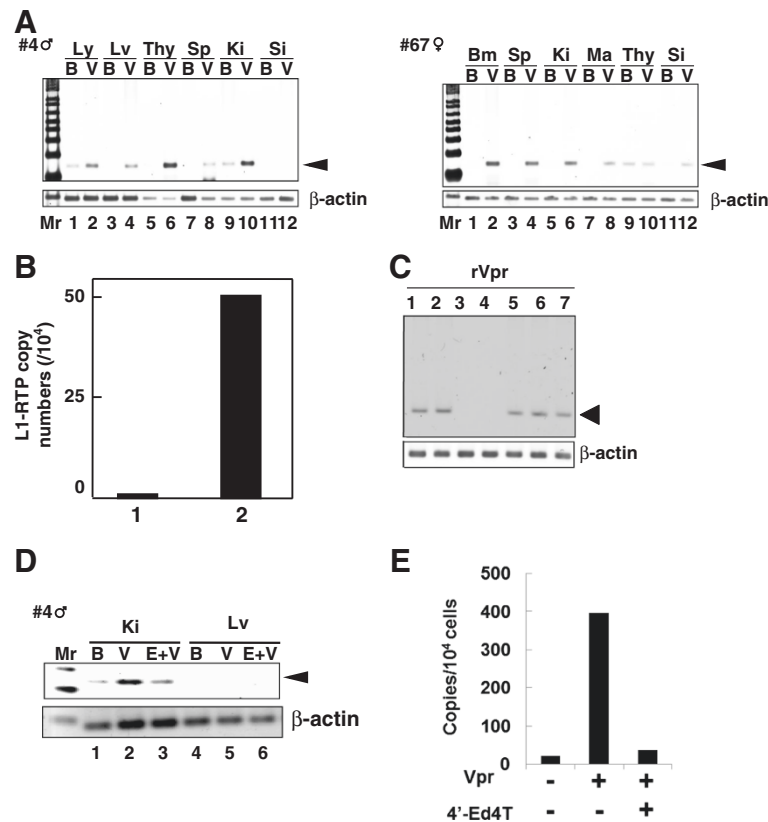 A
#4♂
Ly Lv Thy Sp Ki Si
B V B V B V B V B V B V
β-actin
Mr 1 2 3 4 5 6 7 8 9 10 11 12
#67♀
Bm Sp Ki Ma Thy Si
B V B V B V B V B V B V
β-actin
Mr 1 2 3 4 5 6 7 8 9 10 11 12
B
L1-RTP copy
numbers (/10⁴)
50
25
0
1 2
C
rVpr
1 2 3 4 5 6 7
β-actin
D
#4♂
Ki Lv
Mr B V E+V B V E+V
β-actin
1 2 3 4 5 6
E
Copies/10⁴ cells
500
400
300
200
100
0
Vpr - + +
4'-Ed4T - - +